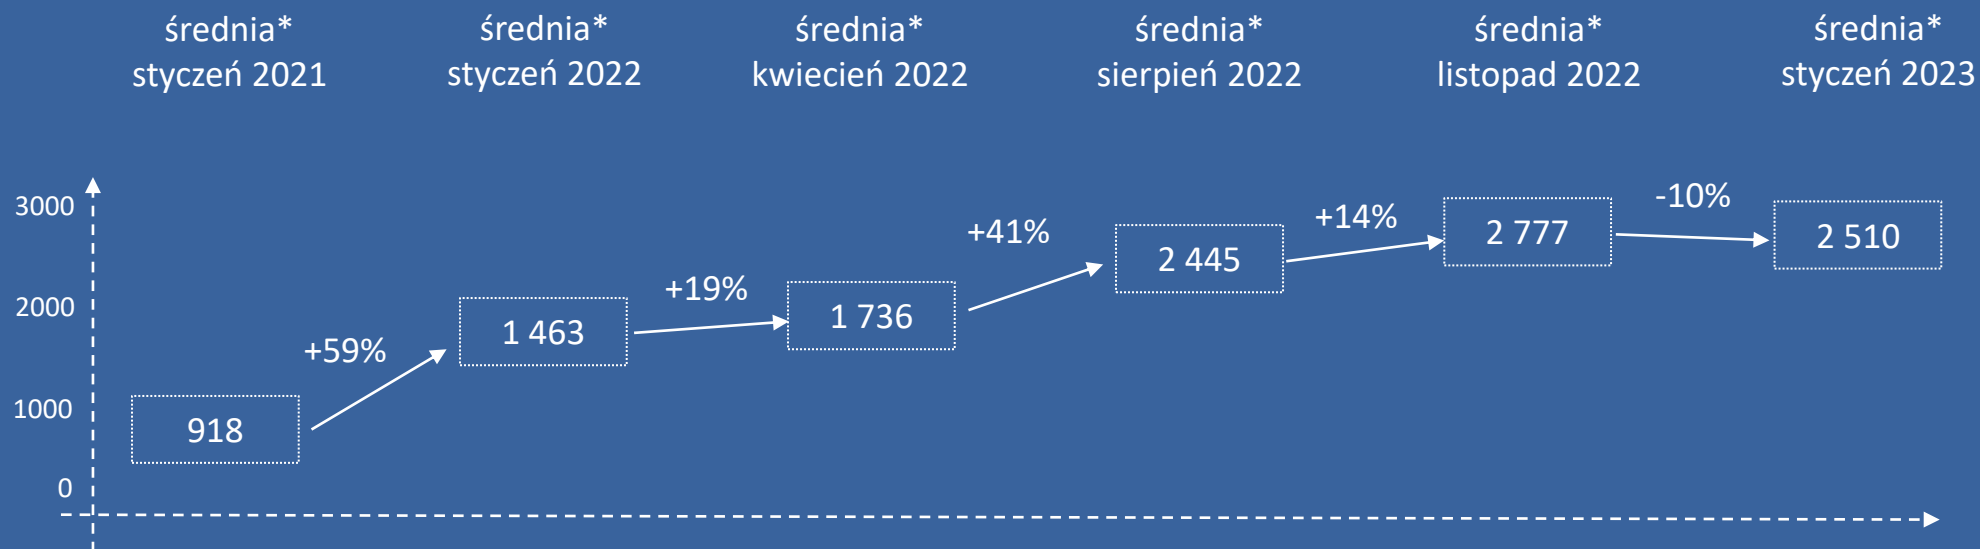 średnia*
styczeń 2021
średnia*
styczeń 2022
średnia*
kwiecień 2022
średnia*
sierpień 2022
średnia*
listopad 2022
średnia*
styczeń 2023
3000
2000
1000
0
918
+59%
1 463
+19%
1 736
+41%
2 445
+14%
2 777
-10%
2 510